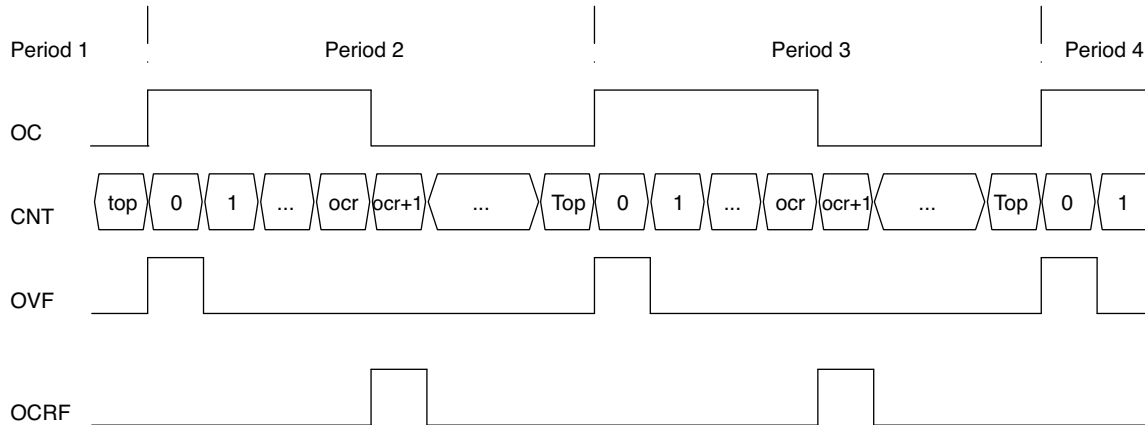 Period 1 Period 2 Period 3 Period 4
OC
CNT top 0 1 ... ocr ocr+1 ... Top 0 1 ... ocr ocr+1 ... Top 0 1
OVF
OCRF